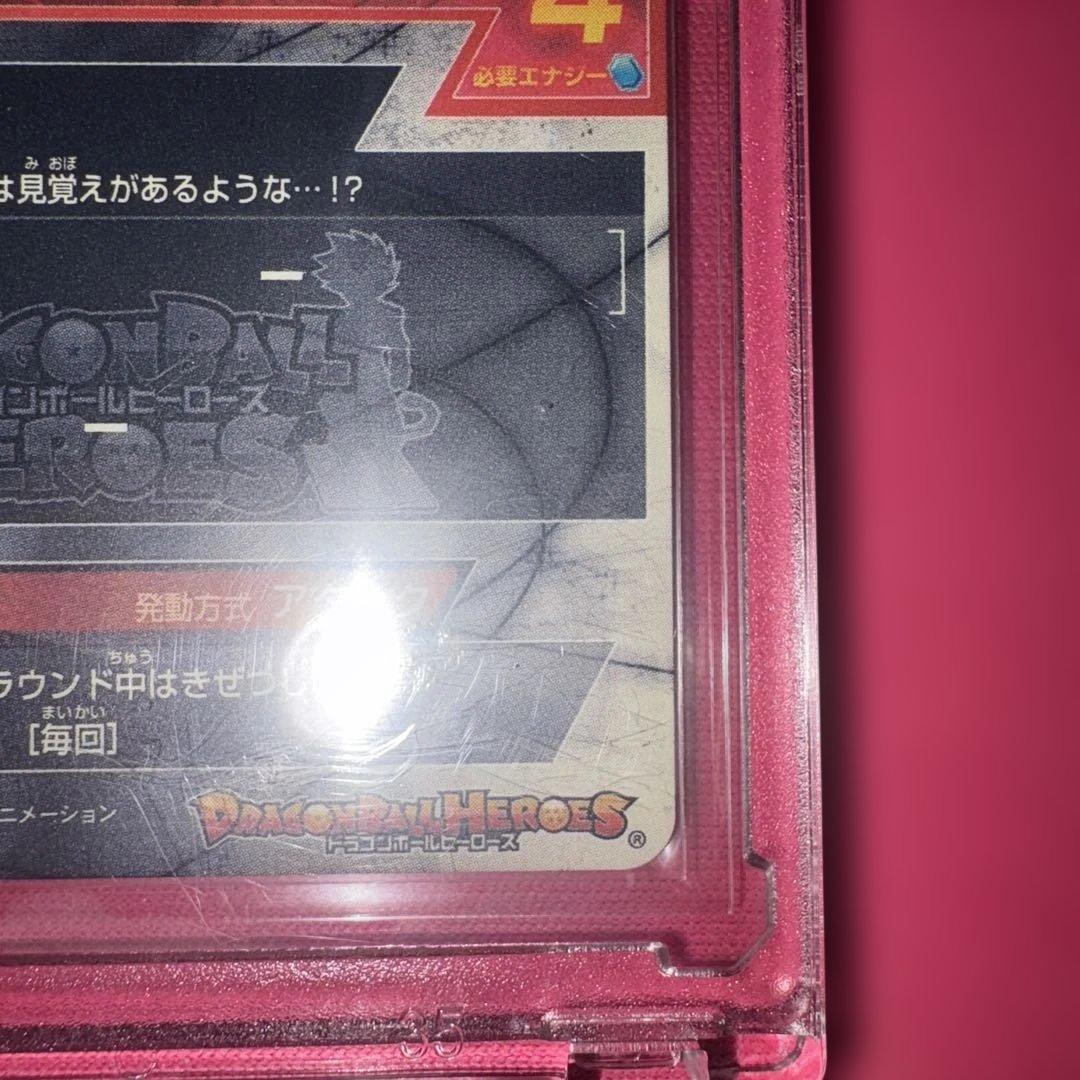 4
必要エナジー
みおぼ
は見覚えがあるような…!?
DRAGONBALL
ドラゴンボールヒーローズ
HEROES
発動方式 アタック
ちゅう
ラウンド中はきぜつし
まいかい
[毎回]
ニメーション
DRAGONBALL HEROES
ドラゴンボールヒーローズ
®
35